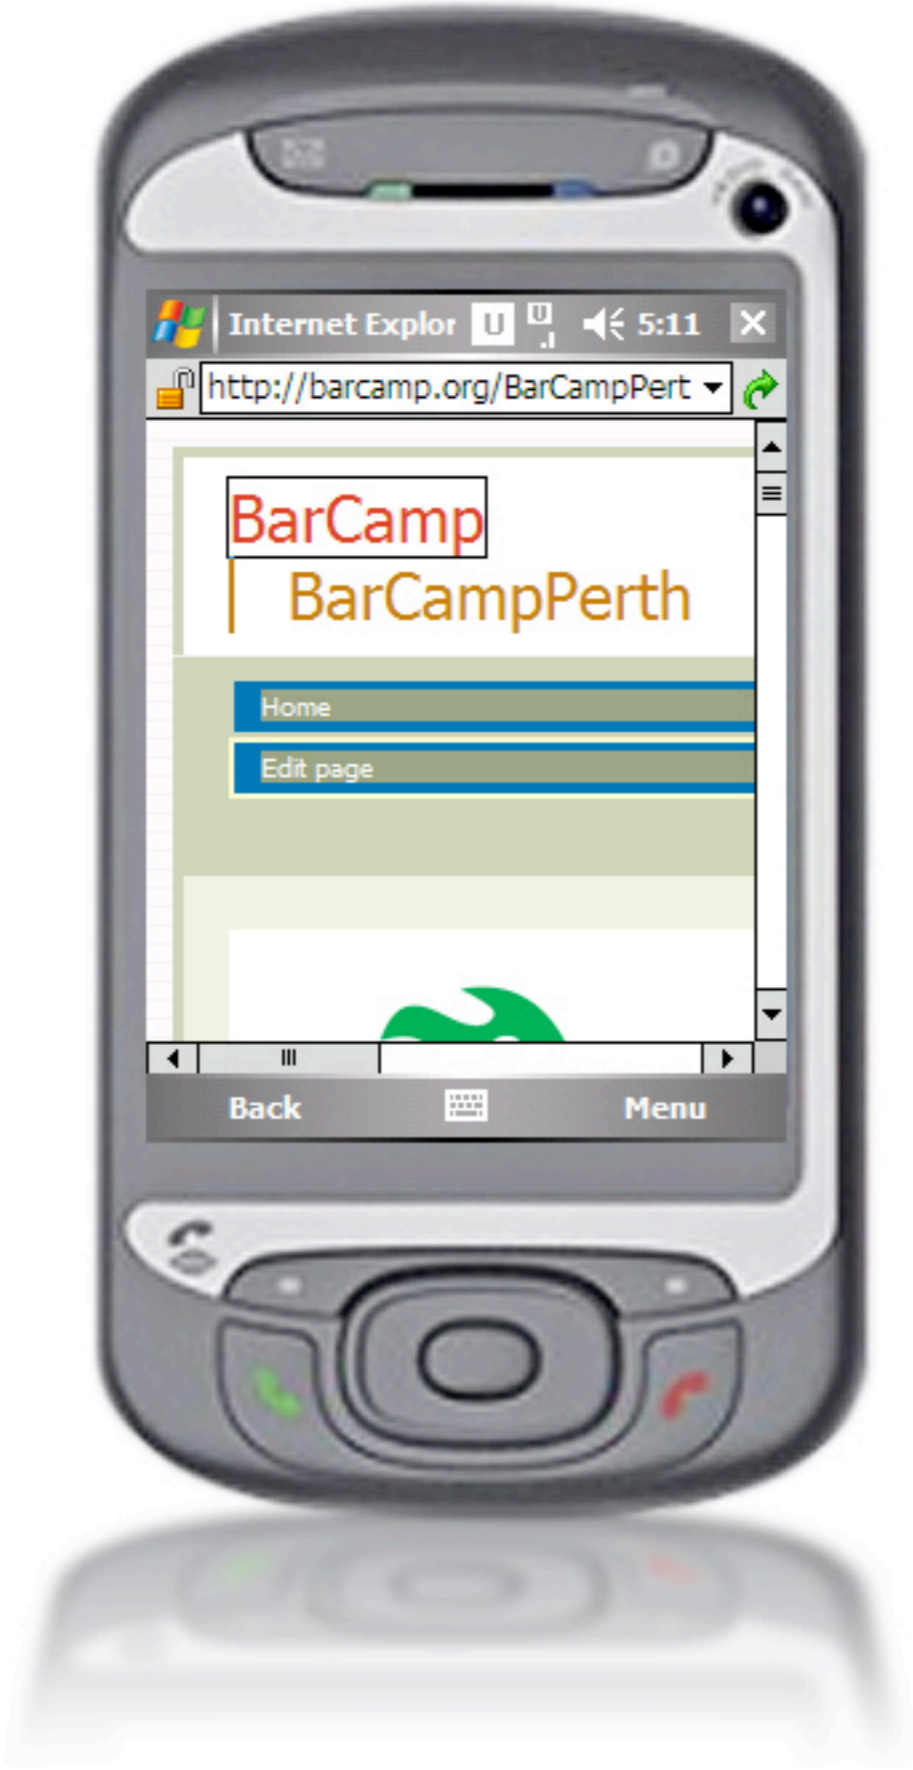 Internet Explor U U 5:11
http://barcamp.org/BarCampPert
BarCamp
BarCampPerth
Home
Edit page
Back Menu